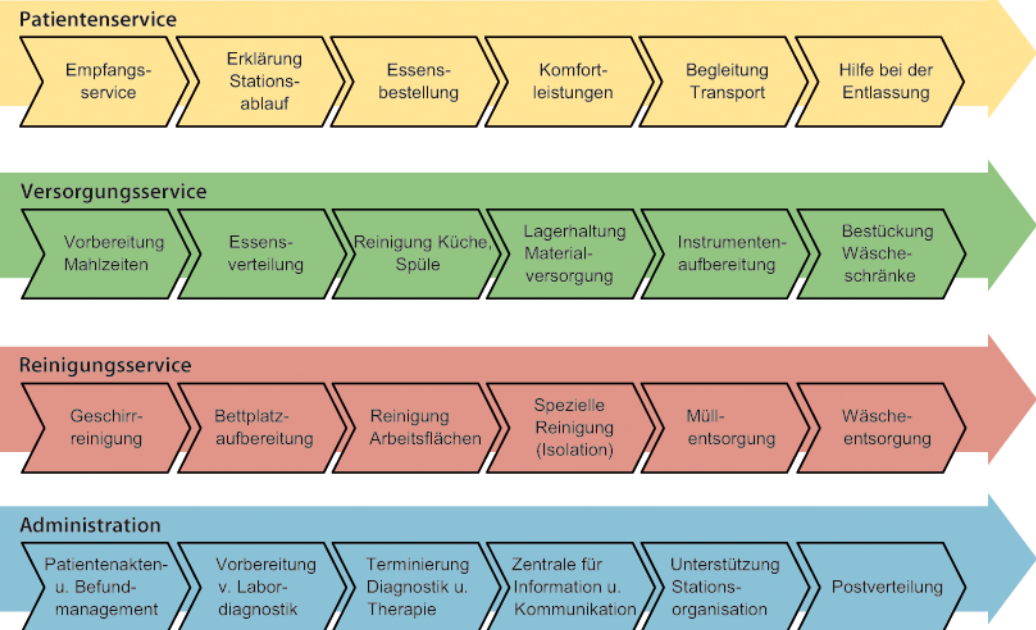 Patientenservice
Empfangs-
service
Erklärung
Stations-
ablauf
Essens-
bestellung
Komfort-
leistungen
Begleitung
Transport
Hilfe bei der
Entlassung
Versorgungsservice
Vorbereitung
Mahlzeiten
Essens-
verteilung
Reinigung Küche,
Spüle
Lagerhaltung
Material-
versorgung
Instrumenten-
aufbereitung
Bestückung
Wäsche-
schränke
Reinigungsservice
Geschirr-
reinigung
Bettplatz-
aufbereitung
Reinigung
Arbeitsflächen
Spezielle
Reinigung
(Isolation)
Müll-
entsorgung
Wäsche-
entsorgung
Administration
Patientenakten-
u. Befund-
management
Vorbereitung
v. Labor-
diagnostik
Terminierung
Diagnostik u.
Therapie
Zentrale für
Information u.
Kommunikation
Unterstützung
Stations-
organisation
Postverteilung